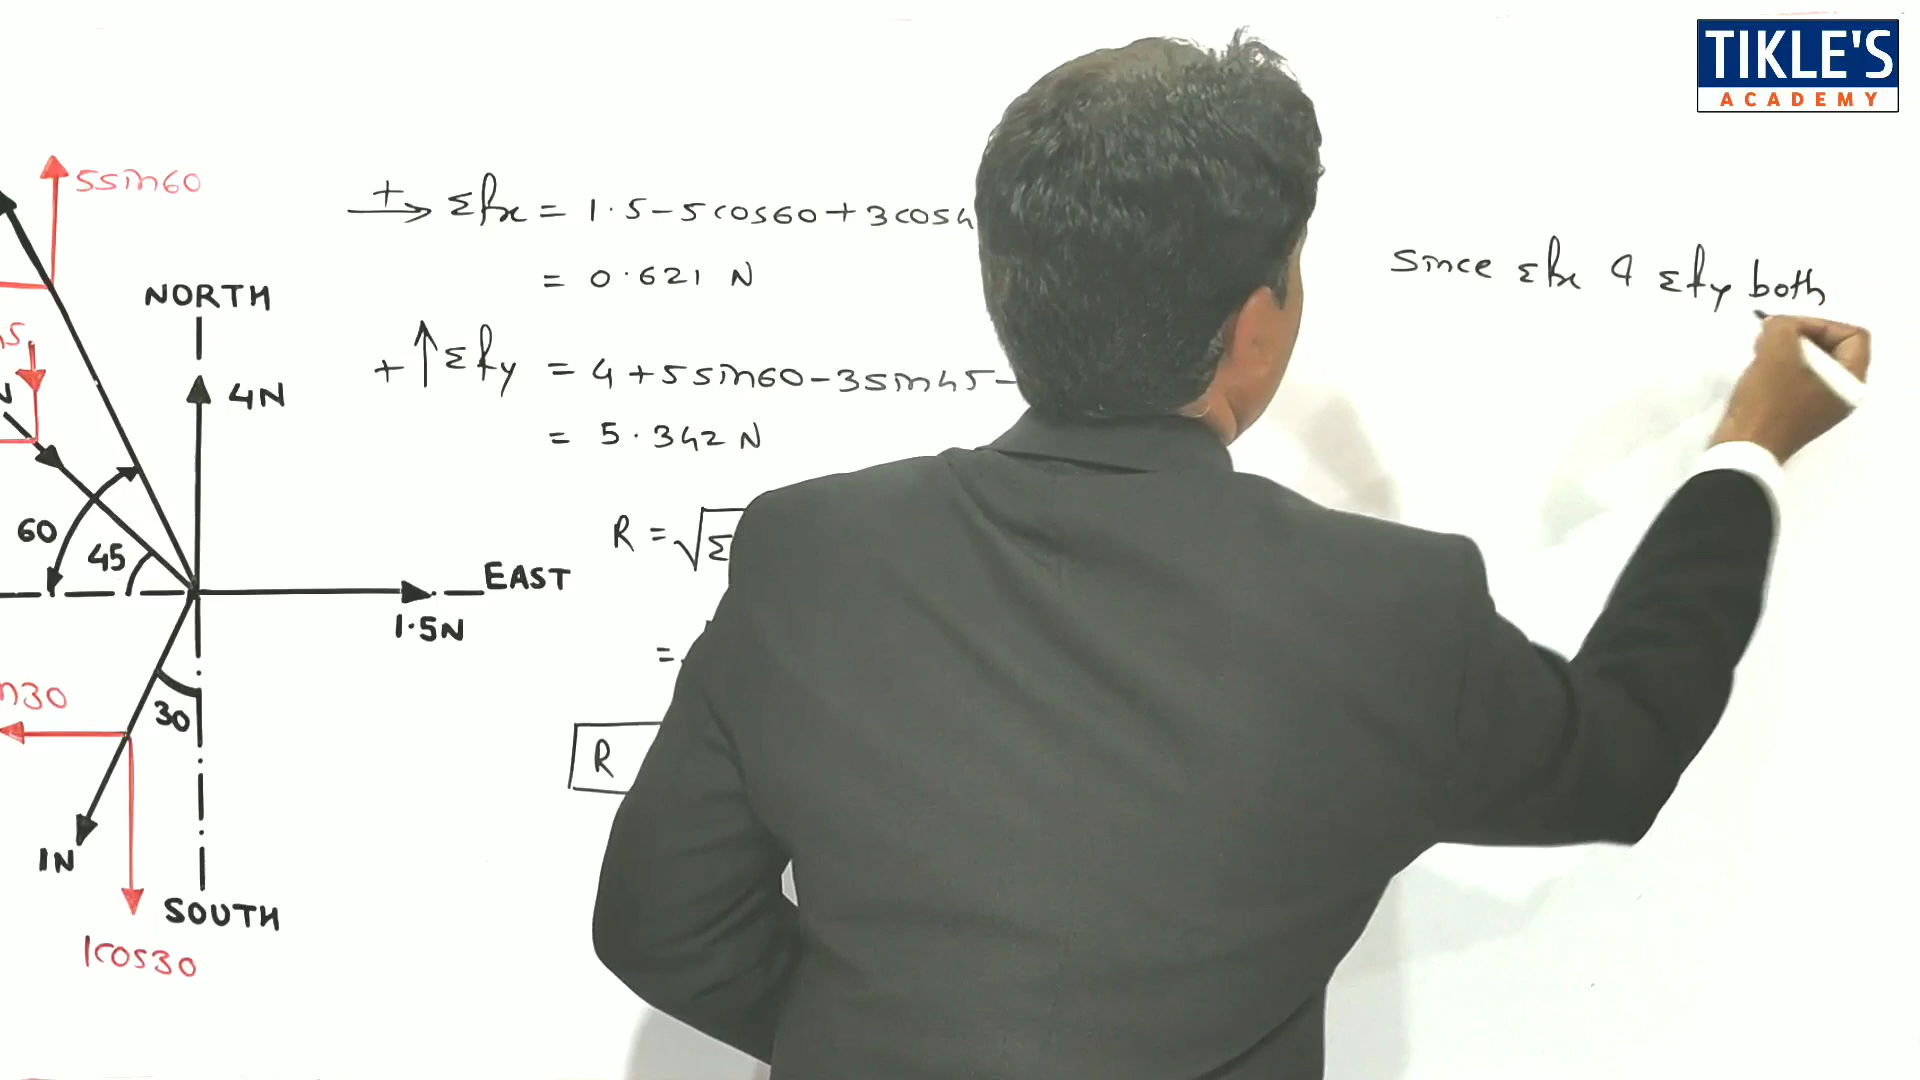 TIKLE'S
ACADEMY
5sin60
NORTH
4N
60
45
EAST
1.5N
30
1N
SOUTH
1cos30
+ → Σfx = 1.5-5cos60+3cos4
= 0.621 N
+ ↑ Σfy = 4+5sin60-3sin45-
= 5.342 N
R = √Σ
=
R
Since Σfx & Σfy both